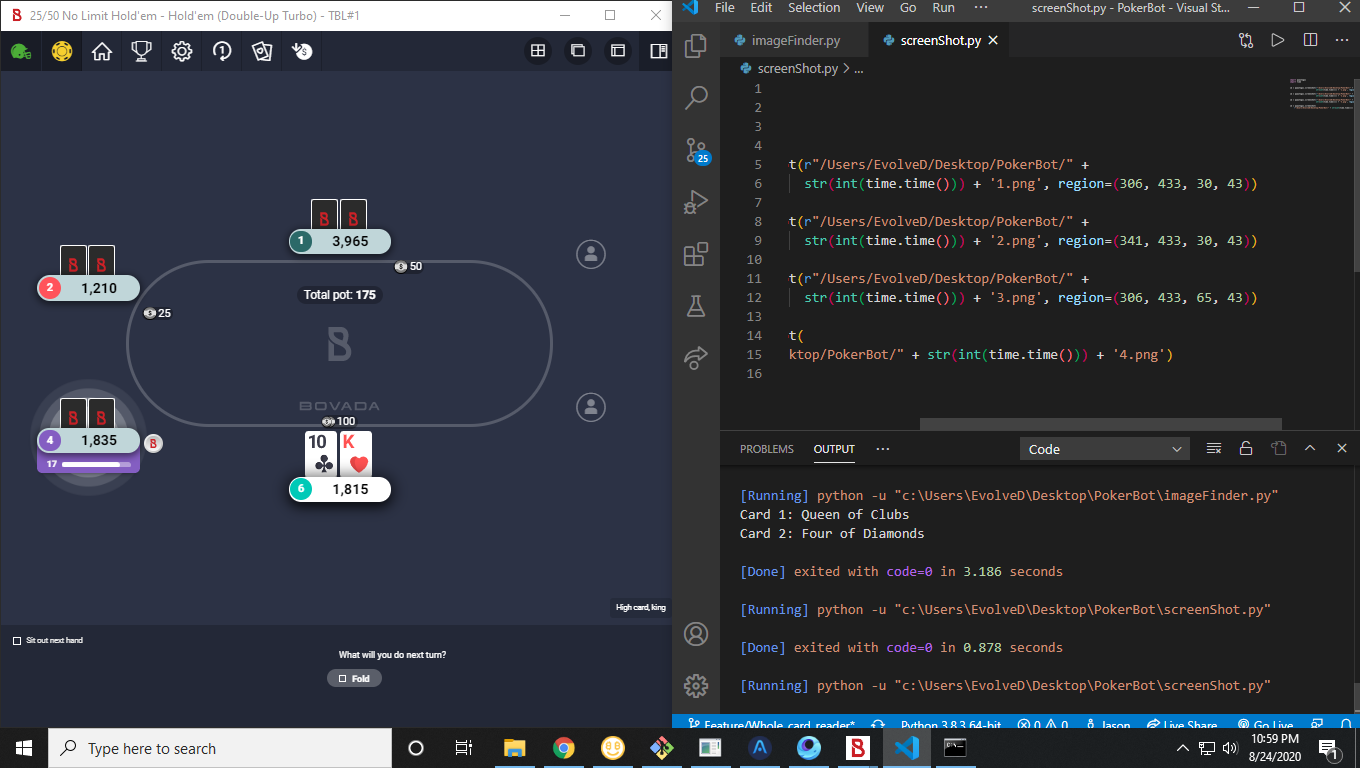 25/50 No Limit Hold'em - Hold'em (Double-Up Turbo) - TBL#1
1 3,965
50
2 1,210
25
Total pot: 175
BOVADA
100
4 1,835
17
10 K
6 1,815
High card, king
Sit out next hand
What will you do next turn?
Fold
File Edit Selection View Go Run ··· screenShot.py - PokerBot - Visual St...
imageFinder.py screenShot.py
screenShot.py > ...
25
1
2
3
4
5 t(r"/Users/EvolveD/Desktop/PokerBot/" +
6 str(int(time.time())) + '1.png', region=(306, 433, 30, 43))
7
8 t(r"/Users/EvolveD/Desktop/PokerBot/" +
9 str(int(time.time())) + '2.png', region=(341, 433, 30, 43))
10
11 t(r"/Users/EvolveD/Desktop/PokerBot/" +
12 str(int(time.time())) + '3.png', region=(306, 433, 65, 43))
13
14 t(
15 ktop/PokerBot/" + str(int(time.time())) + '4.png')
16
PROBLEMS OUTPUT ··· Code
[Running] python -u "c:\Users\EvolveD\Desktop\PokerBot\imageFinder.py"
Card 1: Queen of Clubs
Card 2: Four of Diamonds
[Done] exited with code=0 in 3.186 seconds
[Running] python -u "c:\Users\EvolveD\Desktop\PokerBot\screenShot.py"
[Done] exited with code=0 in 0.878 seconds
[Running] python -u "c:\Users\EvolveD\Desktop\PokerBot\screenShot.py"
Feature/Whole_card_reader* Python 3.8.3 64-bit 0 0 Jason Live Share Go Live
Type here to search
10:59 PM
8/24/2020
1